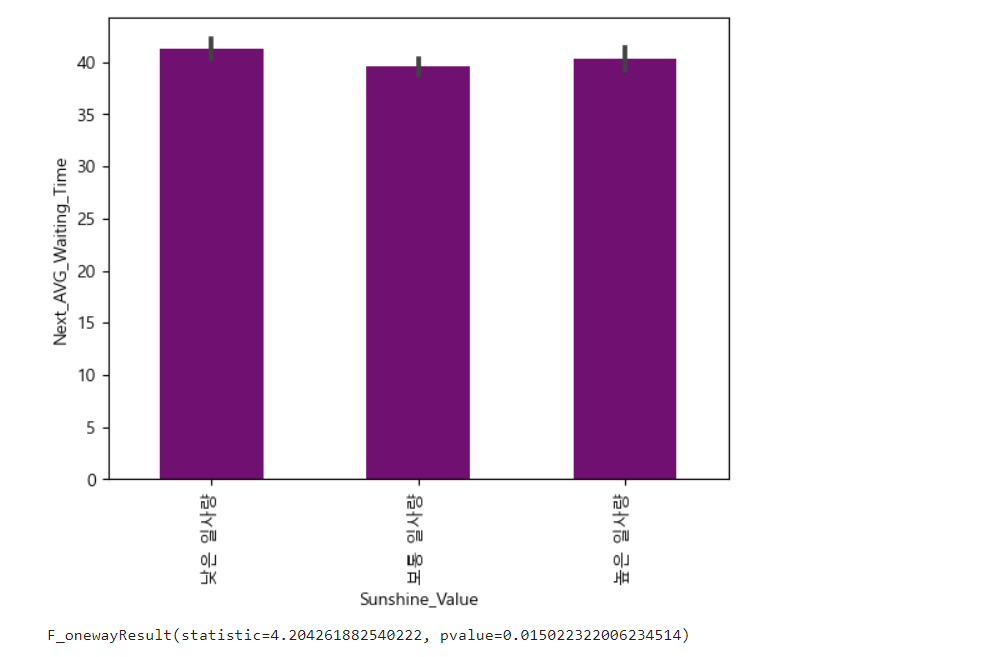 40
35
30
25
20
15
10
5
0
Next_AVG_Waiting_Time
낮은 일사량
보통 일사량
높은 일사량
Sunshine_Value
F_onewayResult(statistic=4.204261882540222, pvalue=0.015022322006234514)